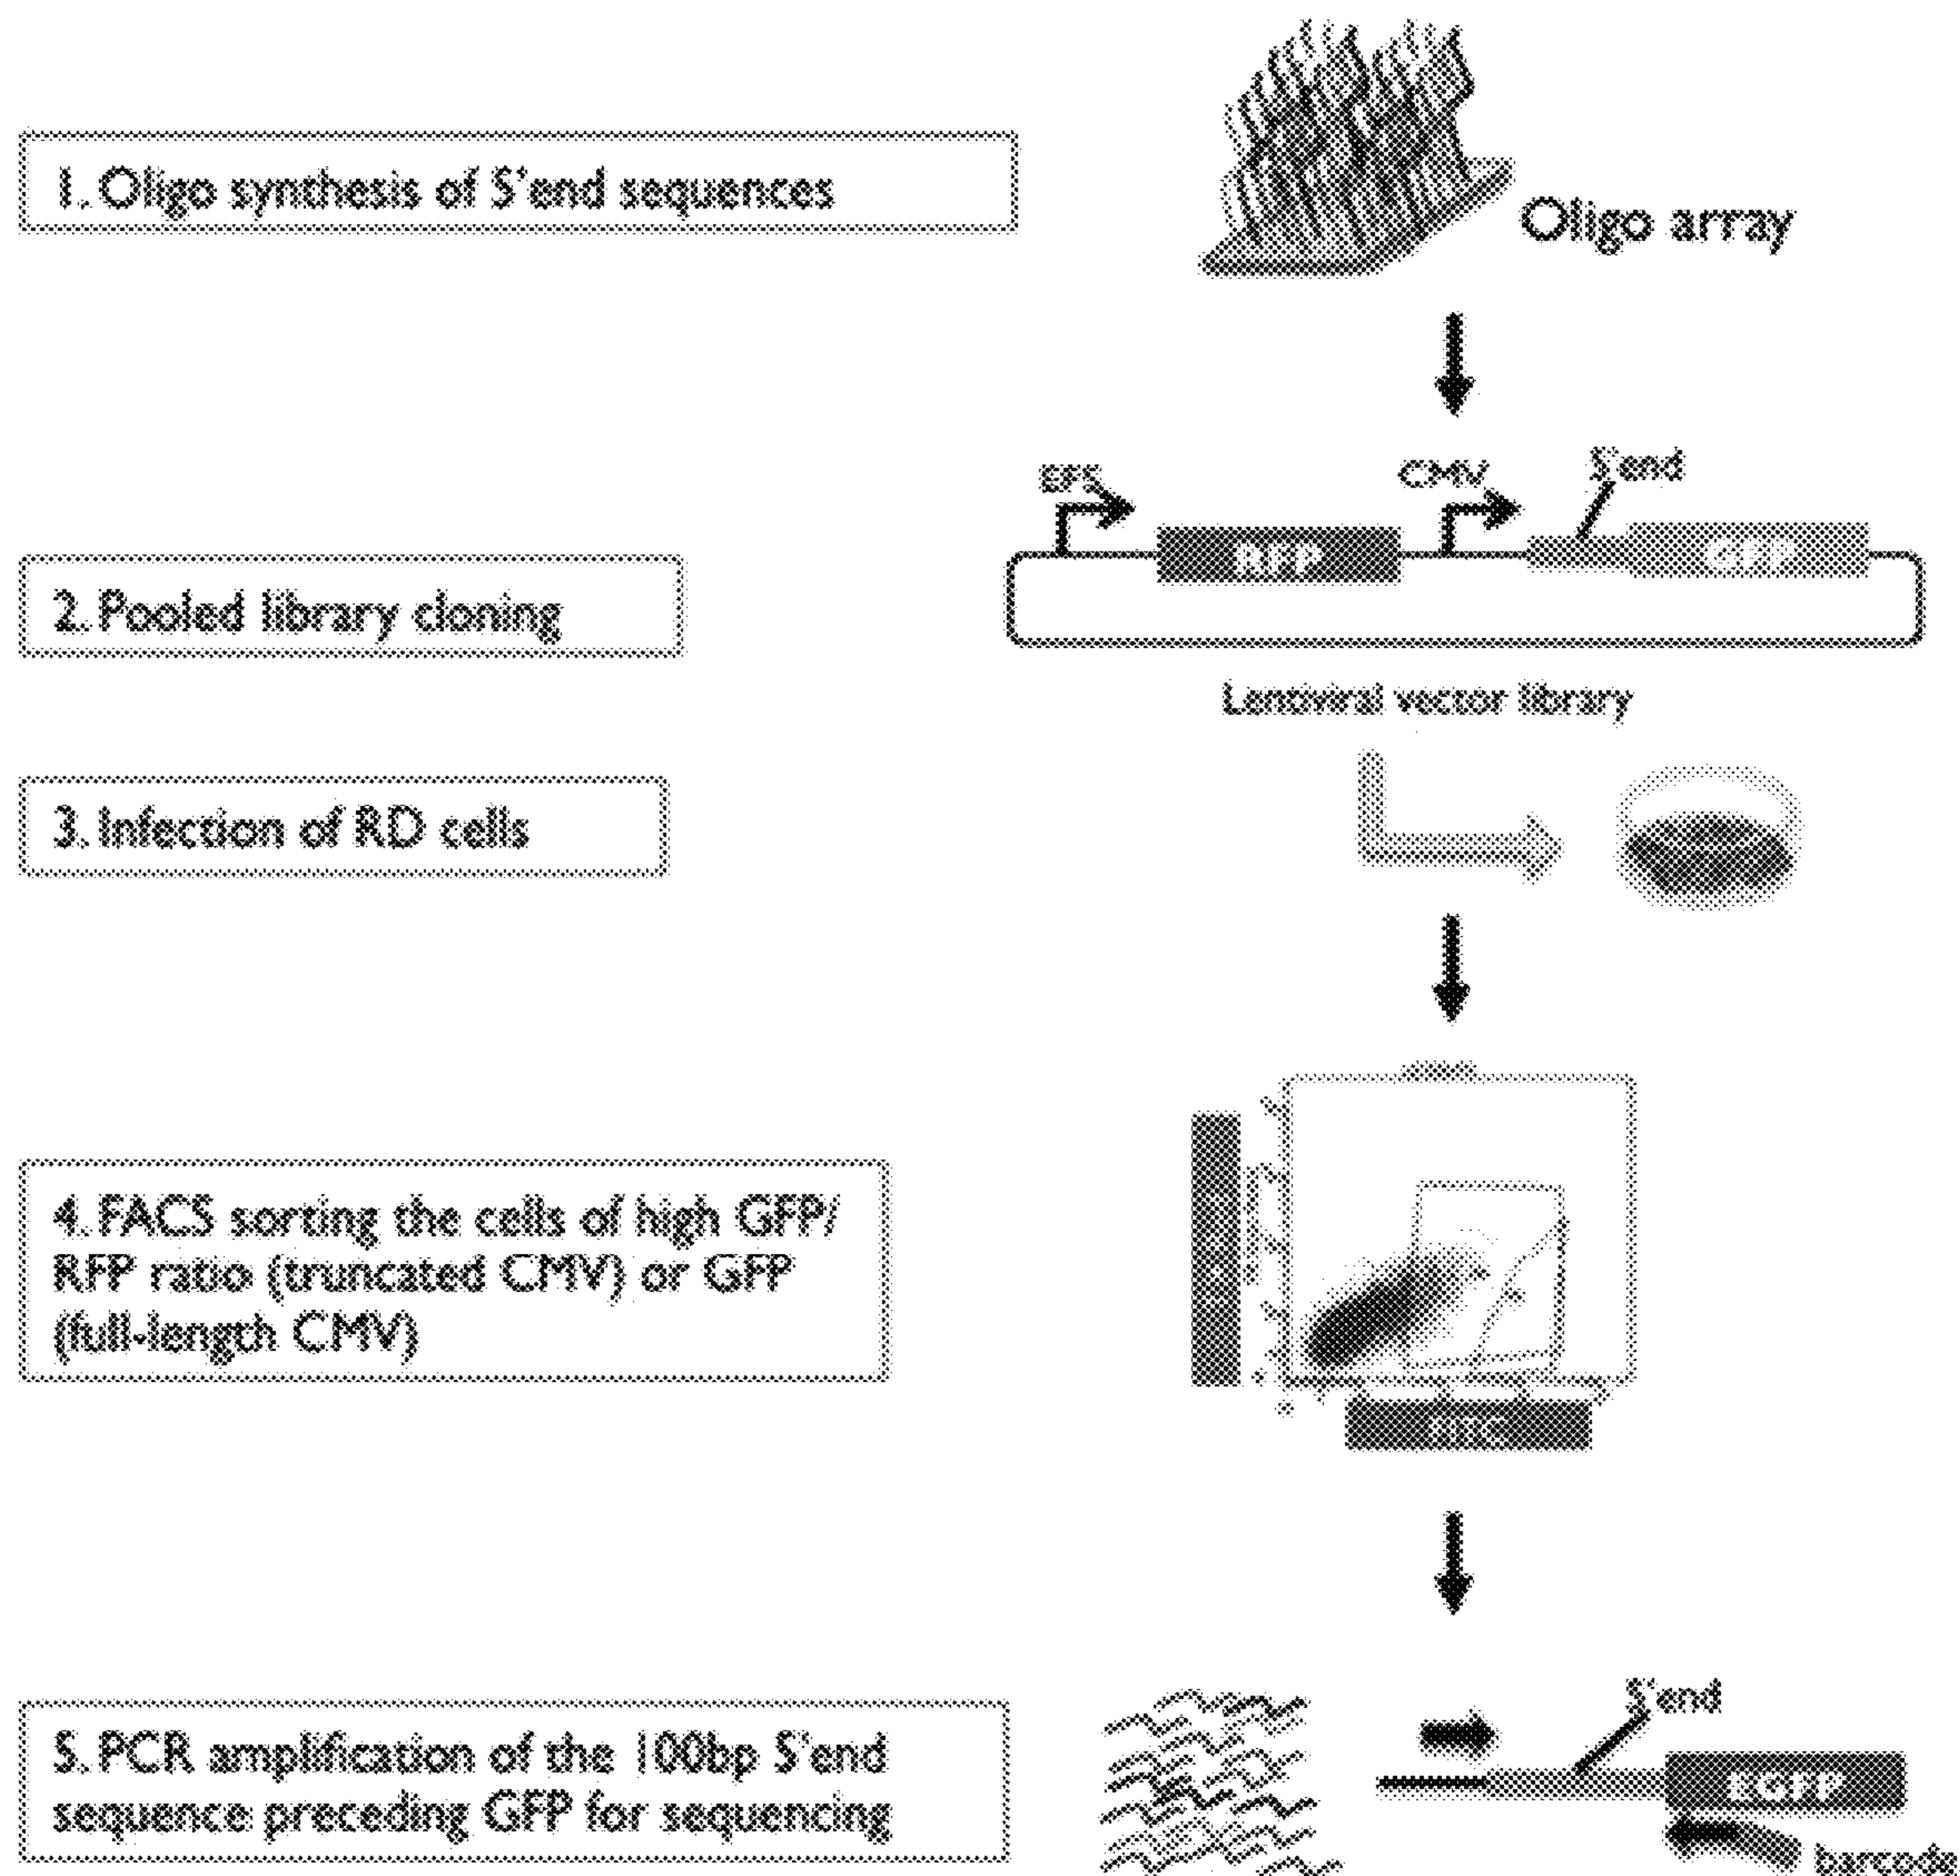 1. Oligo synthesis of 5'end sequences
Oligo array
EFS
CMV
5'end
RFP
GFP
2. Pooled library cloning
Lentiviral vector library
3. Infection of RD cells
4. FACS sorting the cells of high GFP/
RFP ratio (truncated CMV) or GFP
(full-length CMV)
5. PCR amplification of the 100bp 5'end
sequence preceding GFP for sequencing
5'end
EGFP
barcode